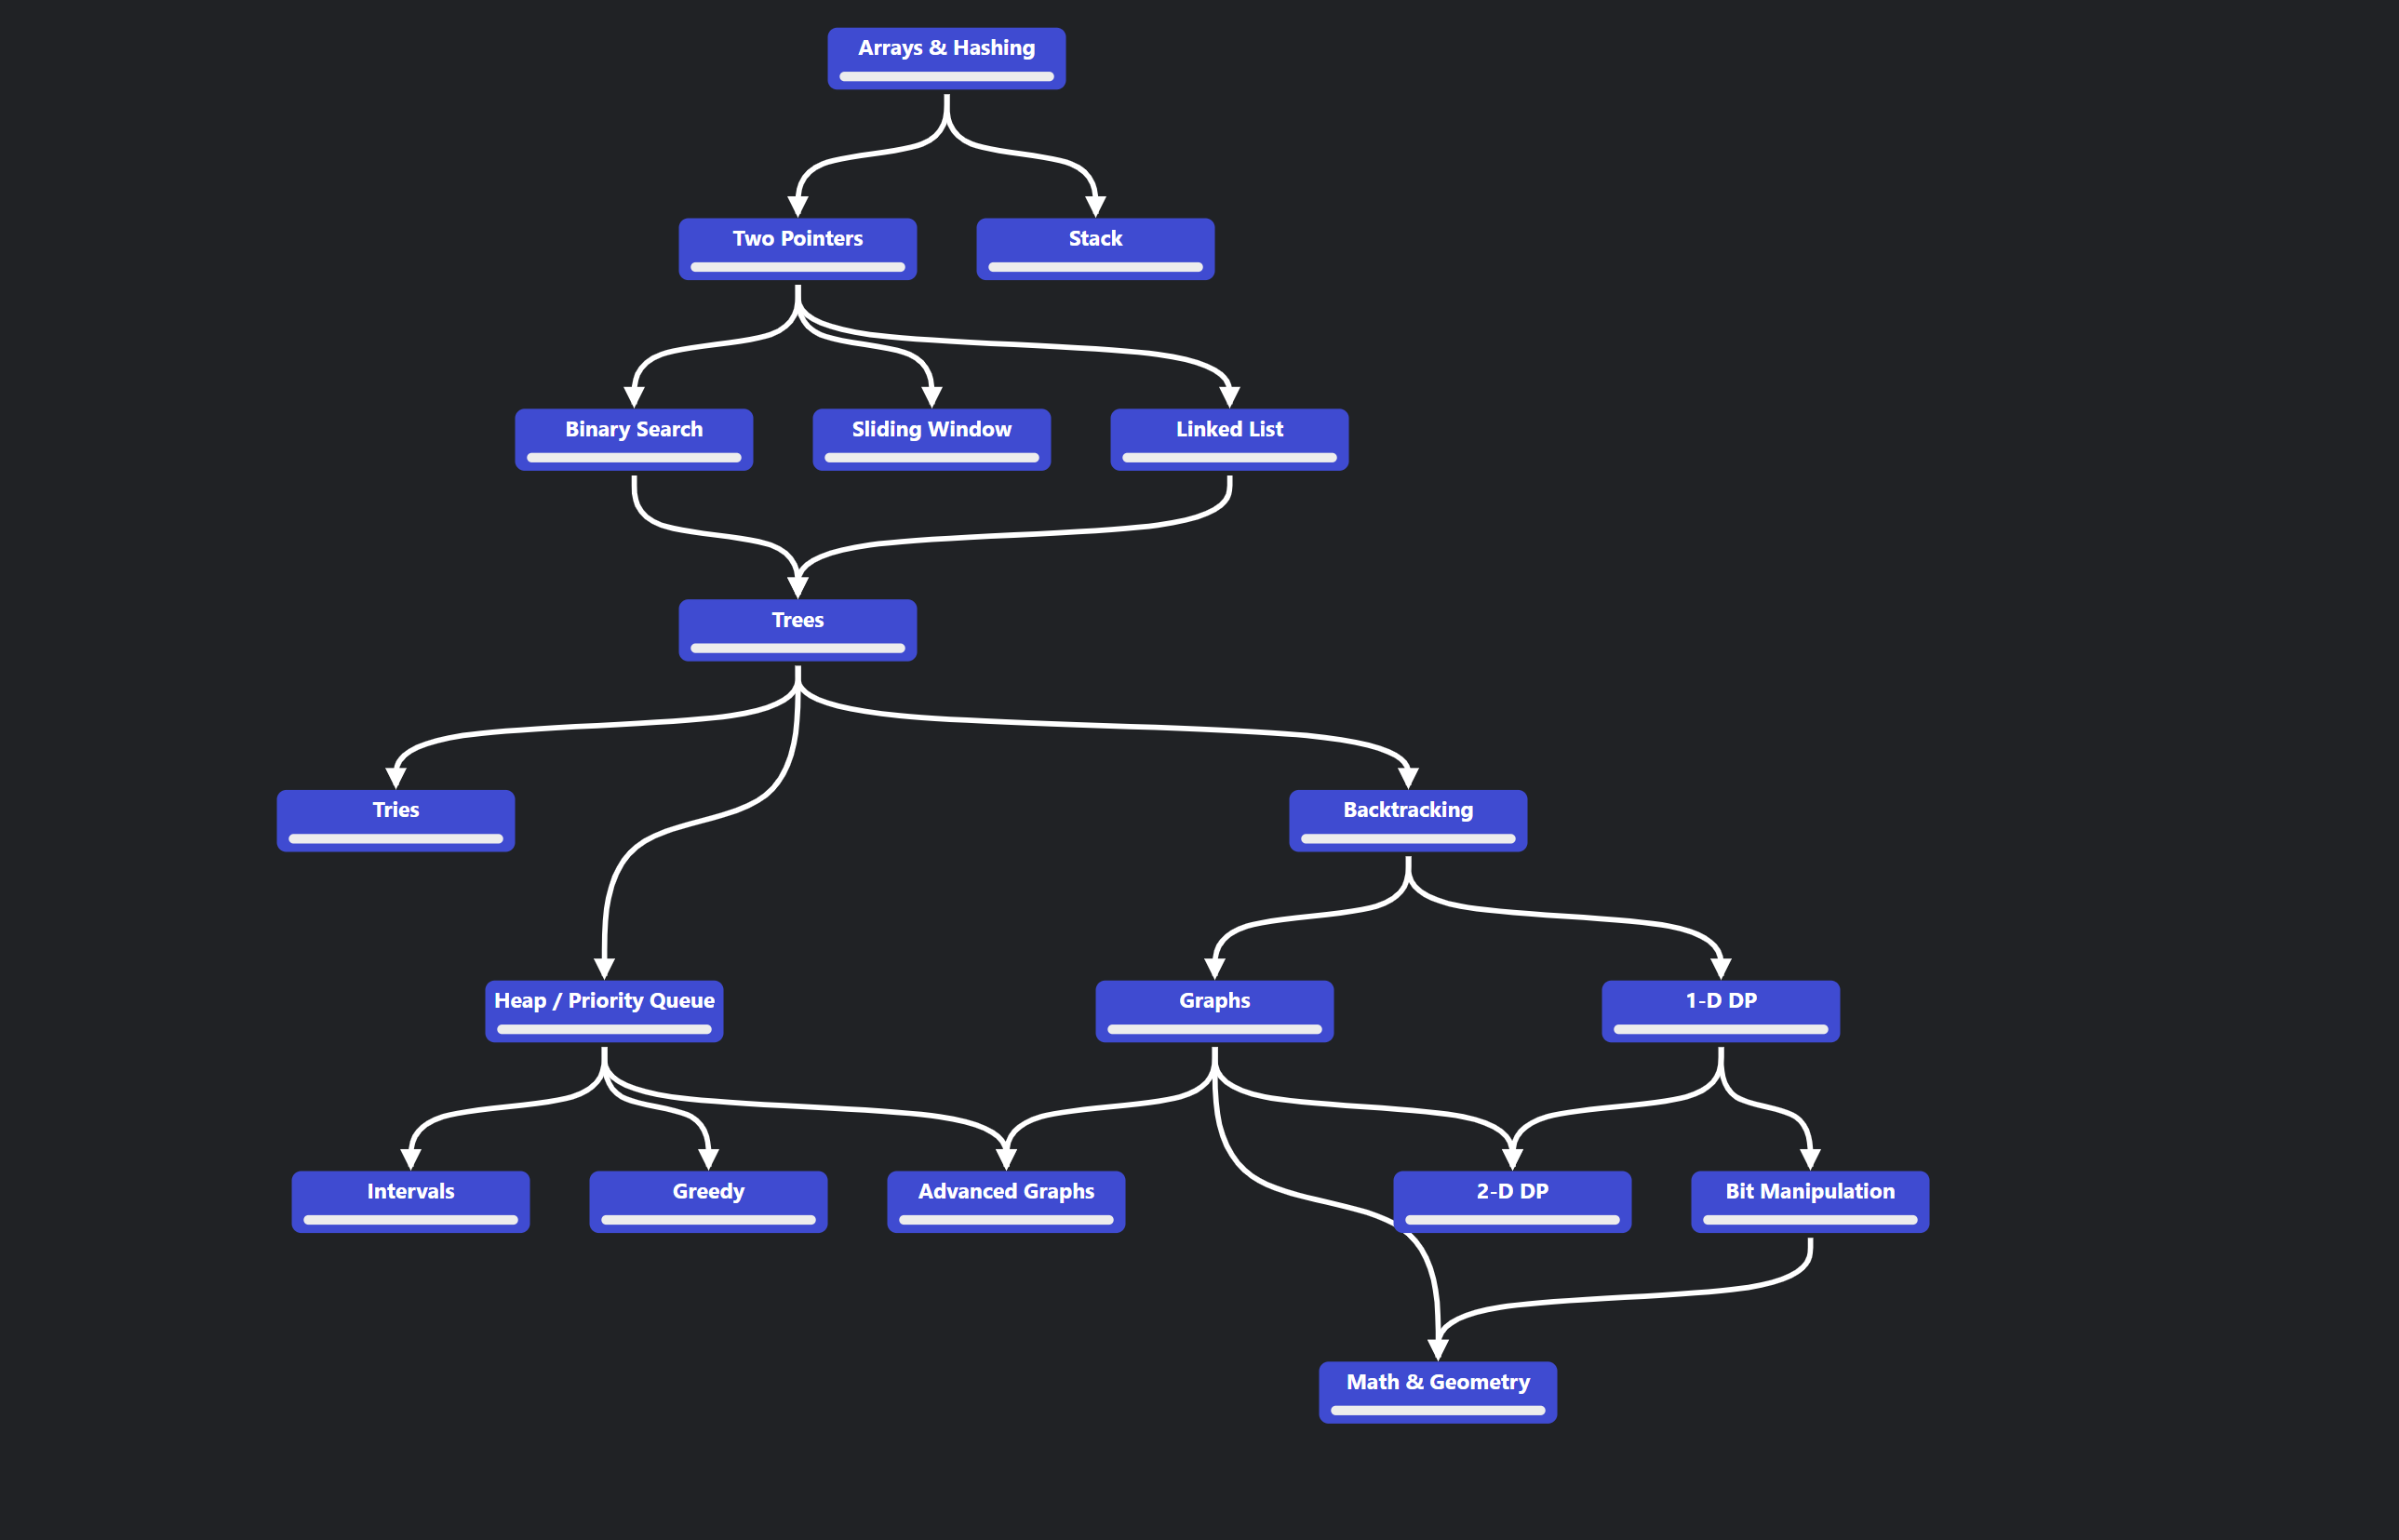 Arrays & Hashing
Two Pointers
Stack
Binary Search
Sliding Window
Linked List
Trees
Tries
Backtracking
Heap / Priority Queue
Graphs
1-D DP
Intervals
Greedy
Advanced Graphs
2-D DP
Bit Manipulation
Math & Geometry